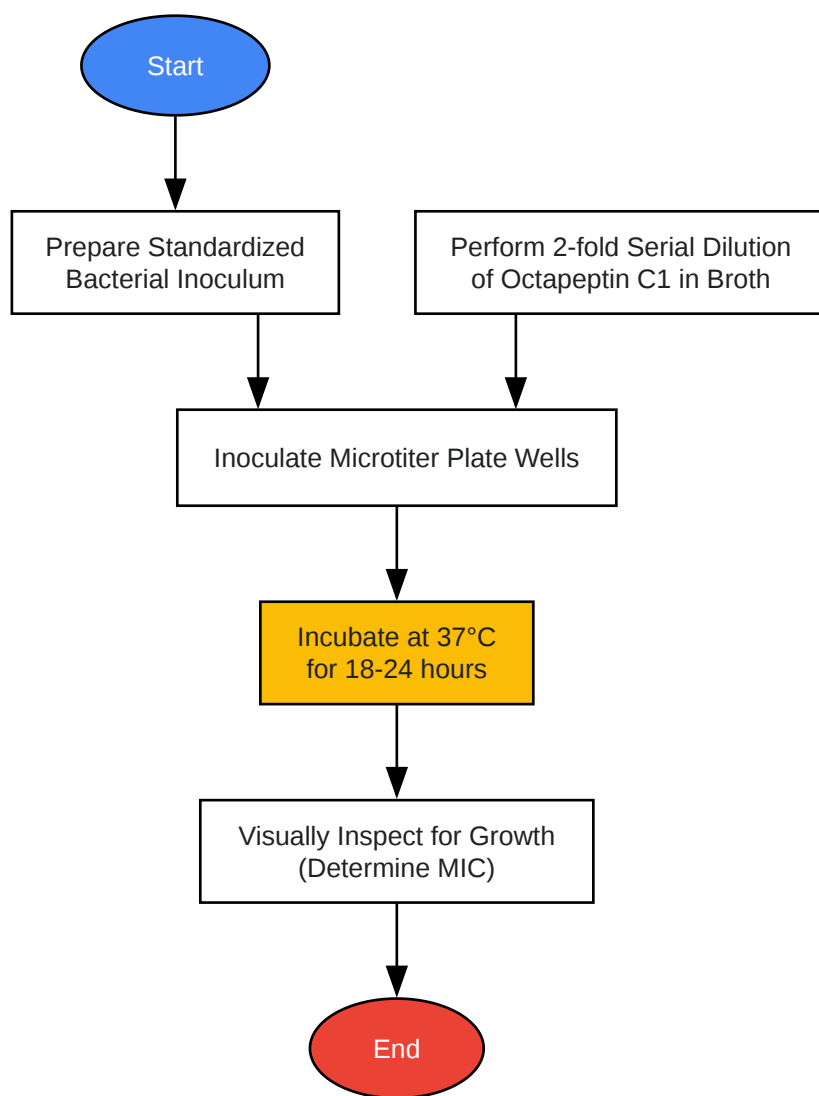 Start
Prepare Standardized
Bacterial Inoculum
Perform 2-fold Serial Dilution
of Octapeptin C1 in Broth
Inoculate Microtiter Plate Wells
Incubate at 37°C
for 18-24 hours
Visually Inspect for Growth
(Determine MIC)
End